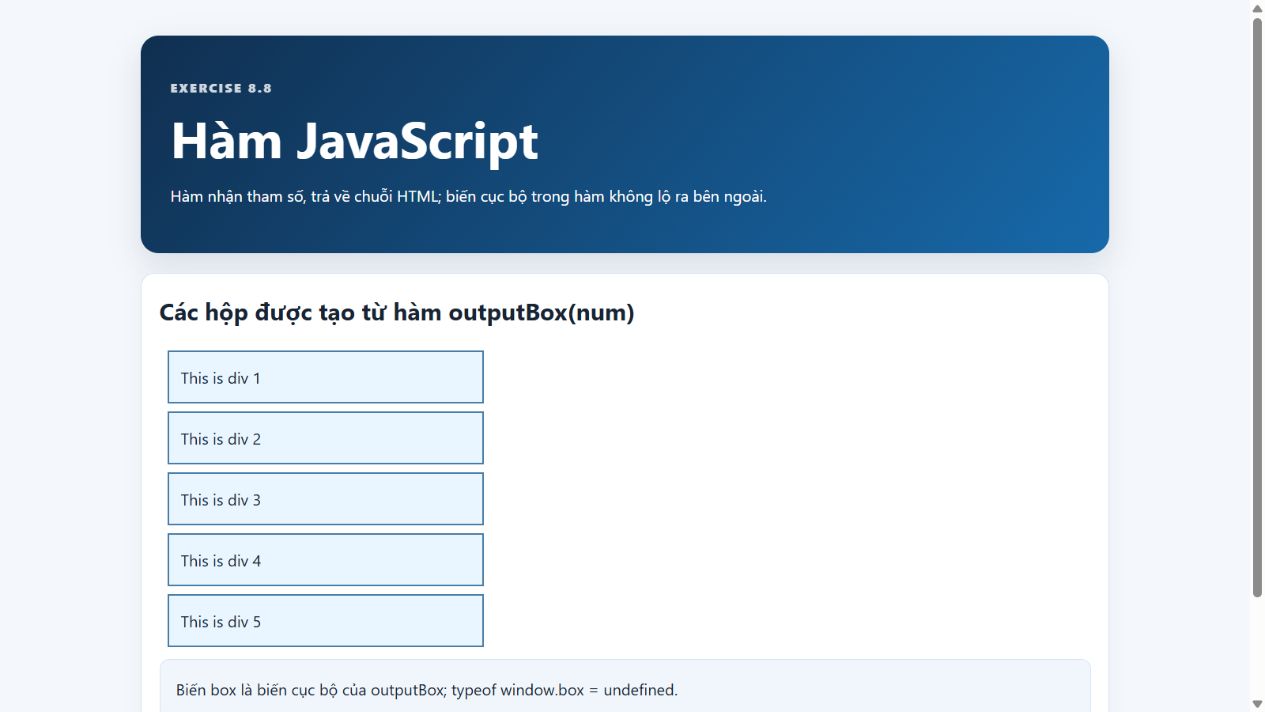 EXERCISE 8.8
Hàm JavaScript
Hàm nhận tham số, trả về chuỗi HTML; biến cục bộ trong hàm không lộ ra bên ngoài.
Các hộp được tạo từ hàm outputBox(num)
This is div 1
This is div 2
This is div 3
This is div 4
This is div 5
Biến box là biến cục bộ của outputBox; typeof window.box = undefined.